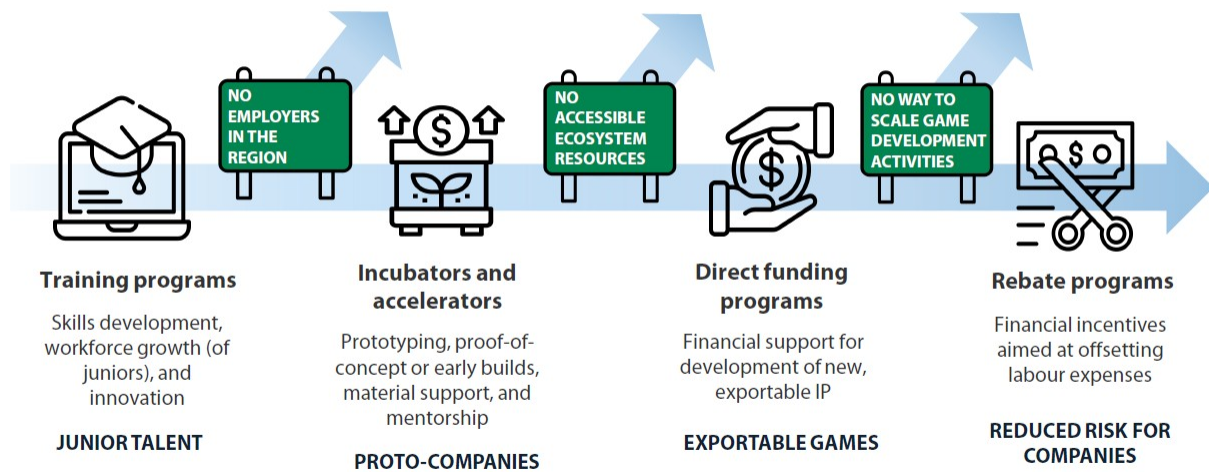 NO
EMPLOYERS
IN THE
REGION
NO
ACCESSIBLE
ECOSYSTEM
RESOURCES
NO WAY TO
SCALE GAME
DEVELOPMENT
ACTIVITIES
$
$
$
Training programs
Skills development,
workforce growth (of
juniors), and
innovation
JUNIOR TALENT
Incubators and
accelerators
Prototyping, proof-of-
concept or early builds,
material support, and
mentorship
PROTO-COMPANIES
Direct funding
programs
Financial support for
development of new,
exportable IP
EXPORTABLE GAMES
Rebate programs
Financial incentives
aimed at offsetting
labour expenses
REDUCED RISK FOR
COMPANIES